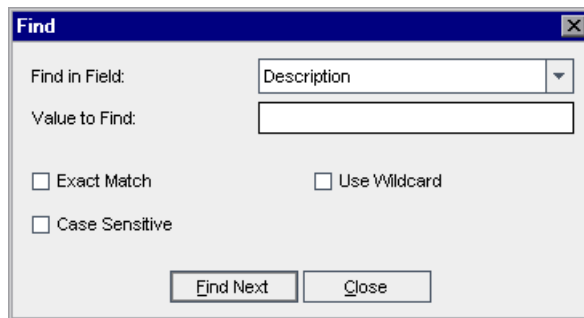 Find
Find in Field: Description
Value to Find:
Exact Match Use Wildcard
Case Sensitive
Find Next Close